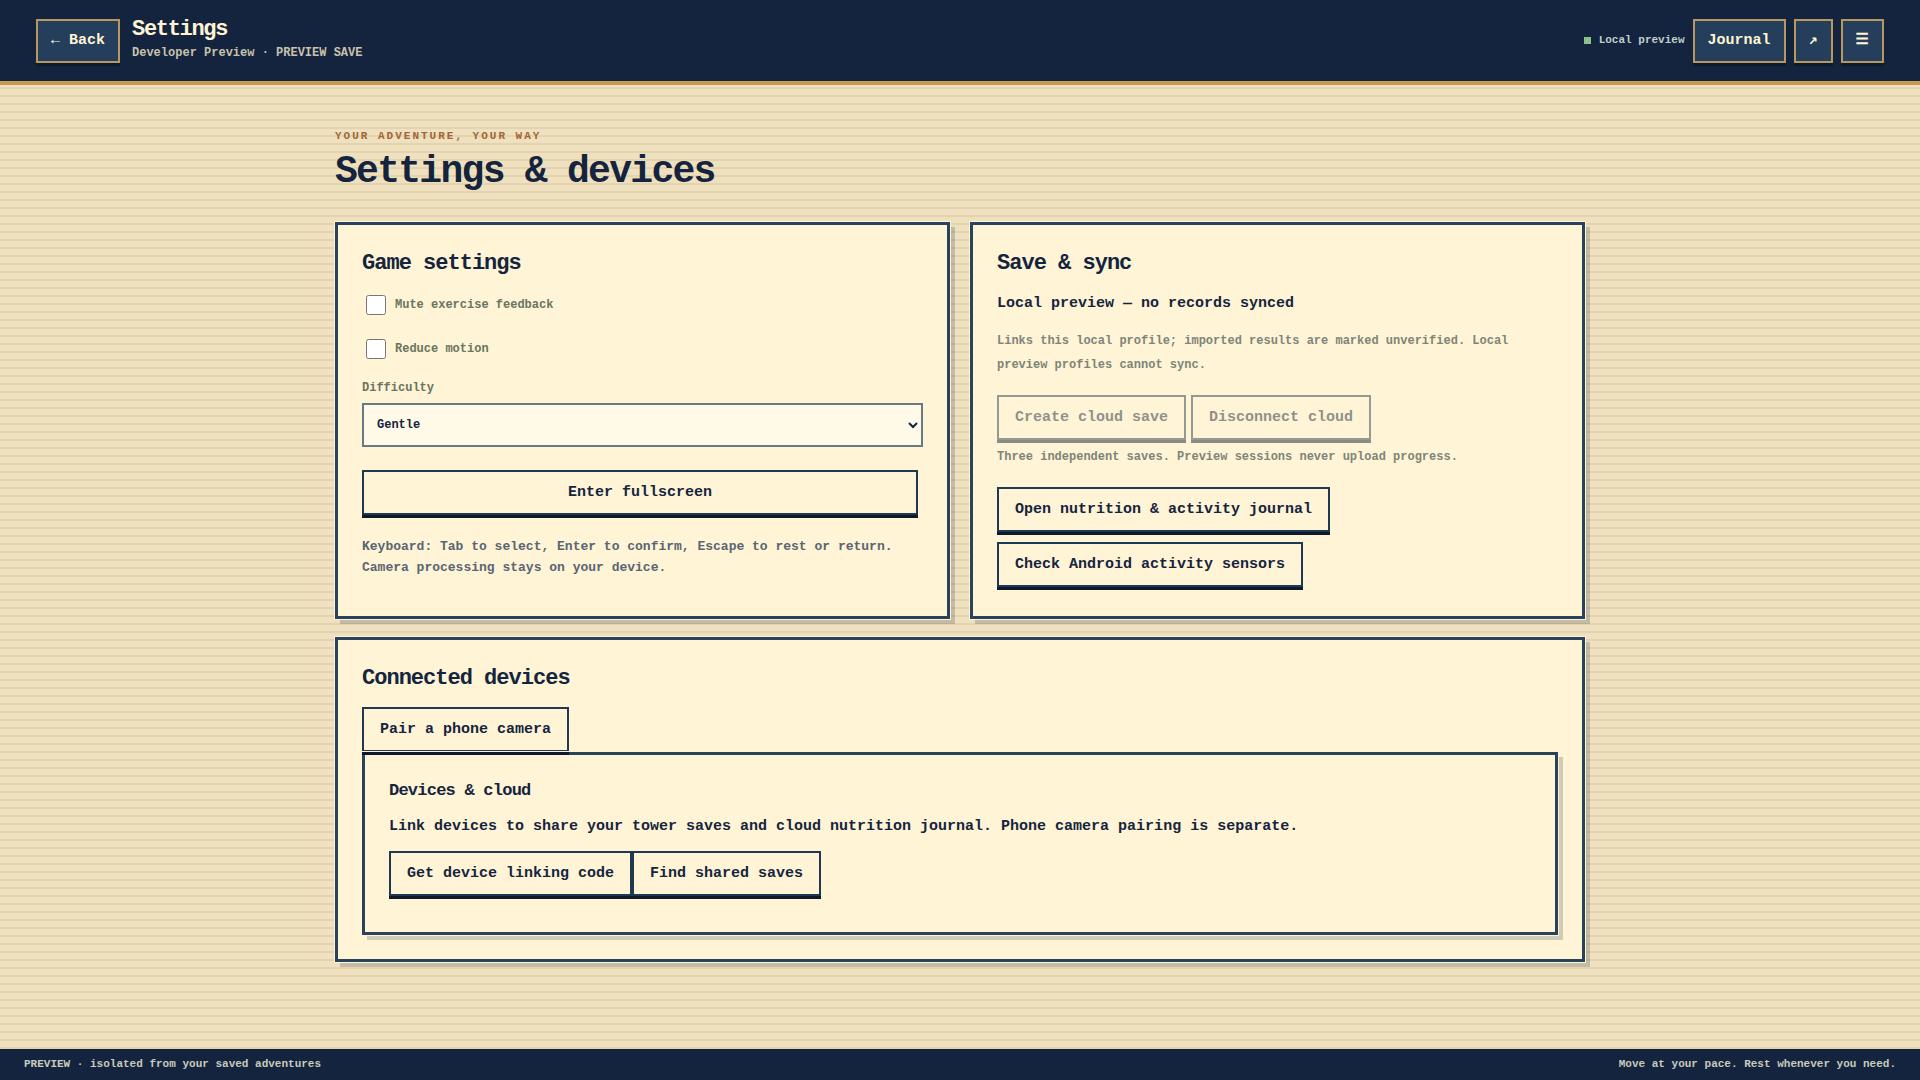 ← Back
Settings
Developer Preview · PREVIEW SAVE
Local preview
Journal
↗
☰
YOUR ADVENTURE, YOUR WAY
Settings & devices
Game settings
Mute exercise feedback
Reduce motion
Difficulty
Gentle
Enter fullscreen
Keyboard: Tab to select, Enter to confirm, Escape to rest or return.
Camera processing stays on your device.
Save & sync
Local preview — no records synced
Links this local profile; imported results are marked unverified. Local
preview profiles cannot sync.
Create cloud save
Disconnect cloud
Three independent saves. Preview sessions never upload progress.
Open nutrition & activity journal
Check Android activity sensors
Connected devices
Pair a phone camera
Devices & cloud
Link devices to share your tower saves and cloud nutrition journal. Phone camera pairing is separate.
Get device linking code
Find shared saves
PREVIEW · isolated from your saved adventures
Move at your pace. Rest whenever you need.